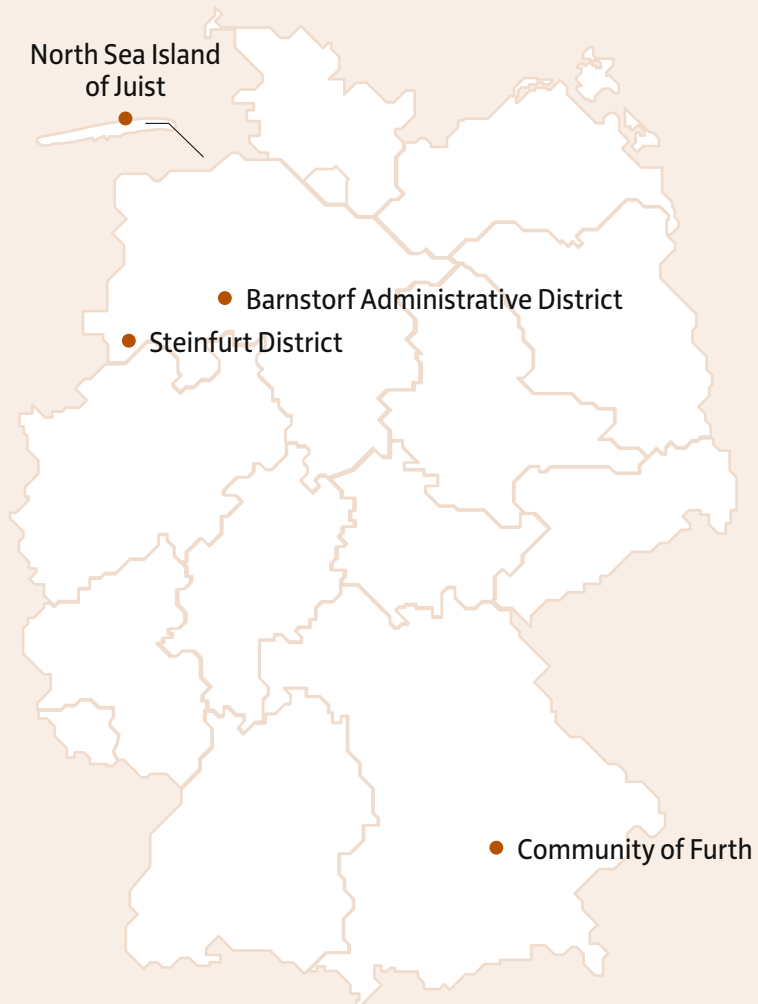 North Sea Island
of Juist
Barnstorf Administrative District
Steinfurt District
Community of Furth